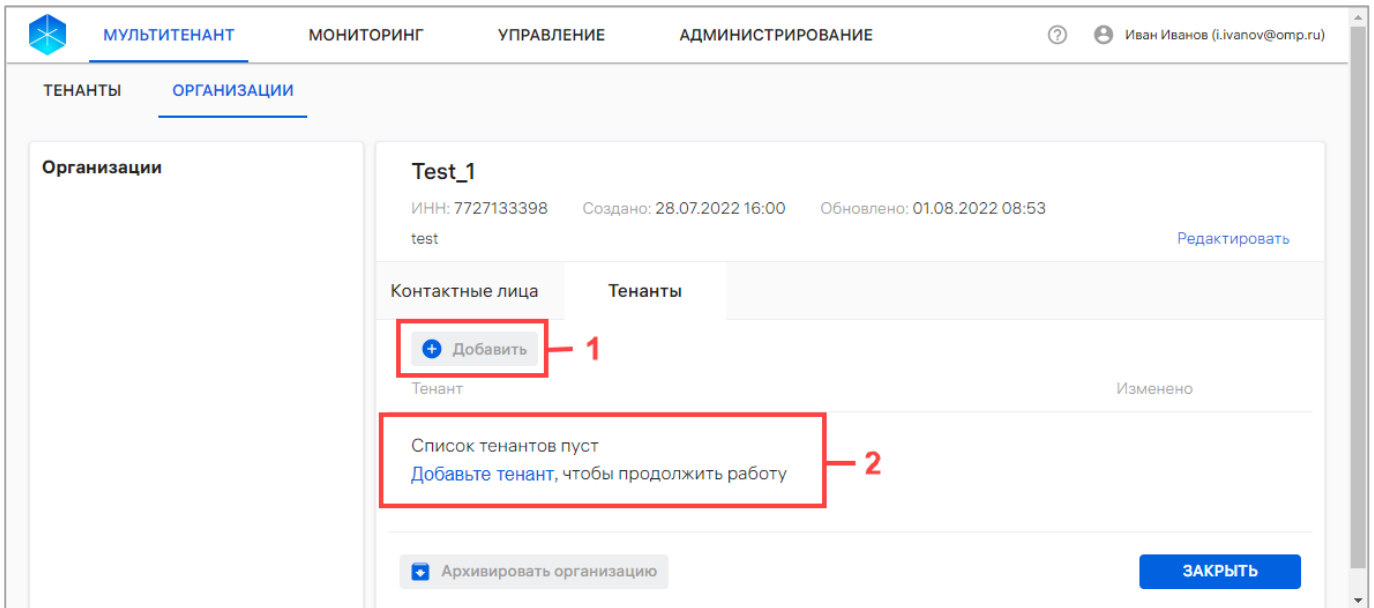 МУЛЬТИТЕНАНТ МОНИТОРИНГ УПРАВЛЕНИЕ АДМИНИСТРИРОВАНИЕ ? Иван Иванов (i.ivanov@omp.ru)
ТЕНАНТЫ ОРГАНИЗАЦИИ
Организации
Test_1
ИНН: 7727133398 Создано: 28.07.2022 16:00 Обновлено: 01.08.2022 08:53
test Редактировать
Контактные лица Тенанты
Добавить 1
Тенант Изменено
Список тенантов пуст
Добавьте тенант, чтобы продолжить работу 2
Архивировать организацию ЗАКРЫТЬ